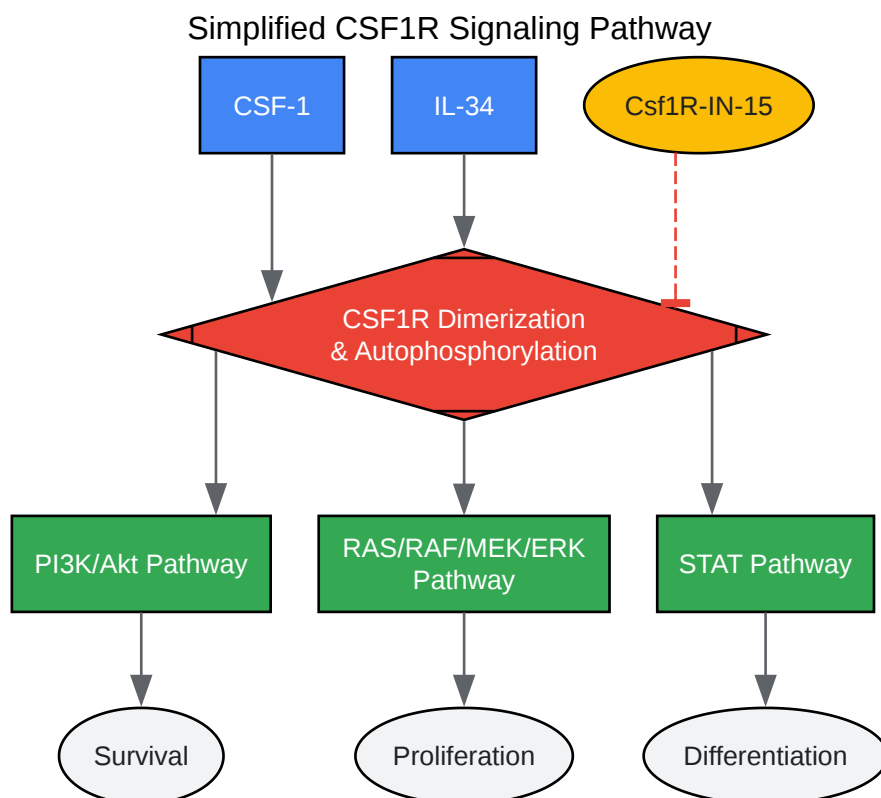 Simplified CSF1R Signaling Pathway
CSF-1
IL-34
Csf1R-IN-15
CSF1R Dimerization
& Autophosphorylation
PI3K/Akt Pathway
RAS/RAF/MEK/ERK
Pathway
STAT Pathway
Survival
Proliferation
Differentiation